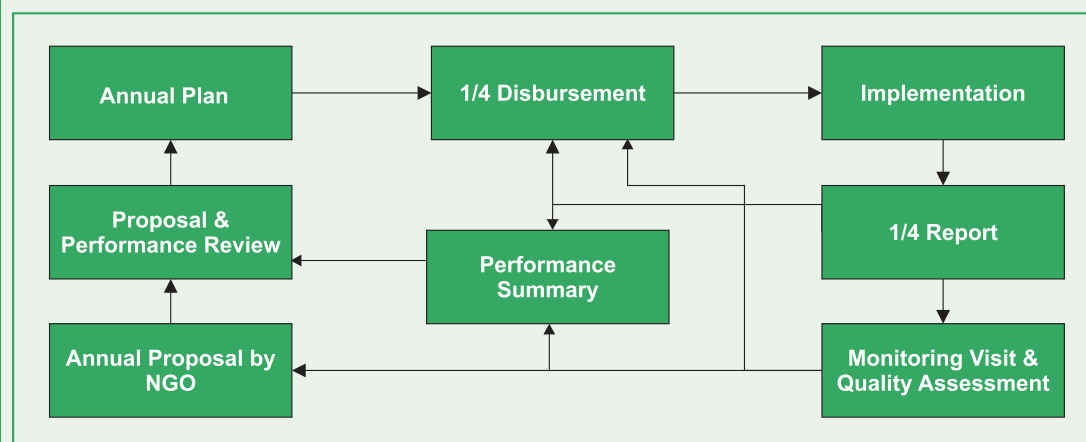 Annual Plan
1/4 Disbursement
Implementation
Proposal &
Performance Review
1/4 Report
Performance
Summary
Annual Proposal by
NGO
Monitoring Visit &
Quality Assessment